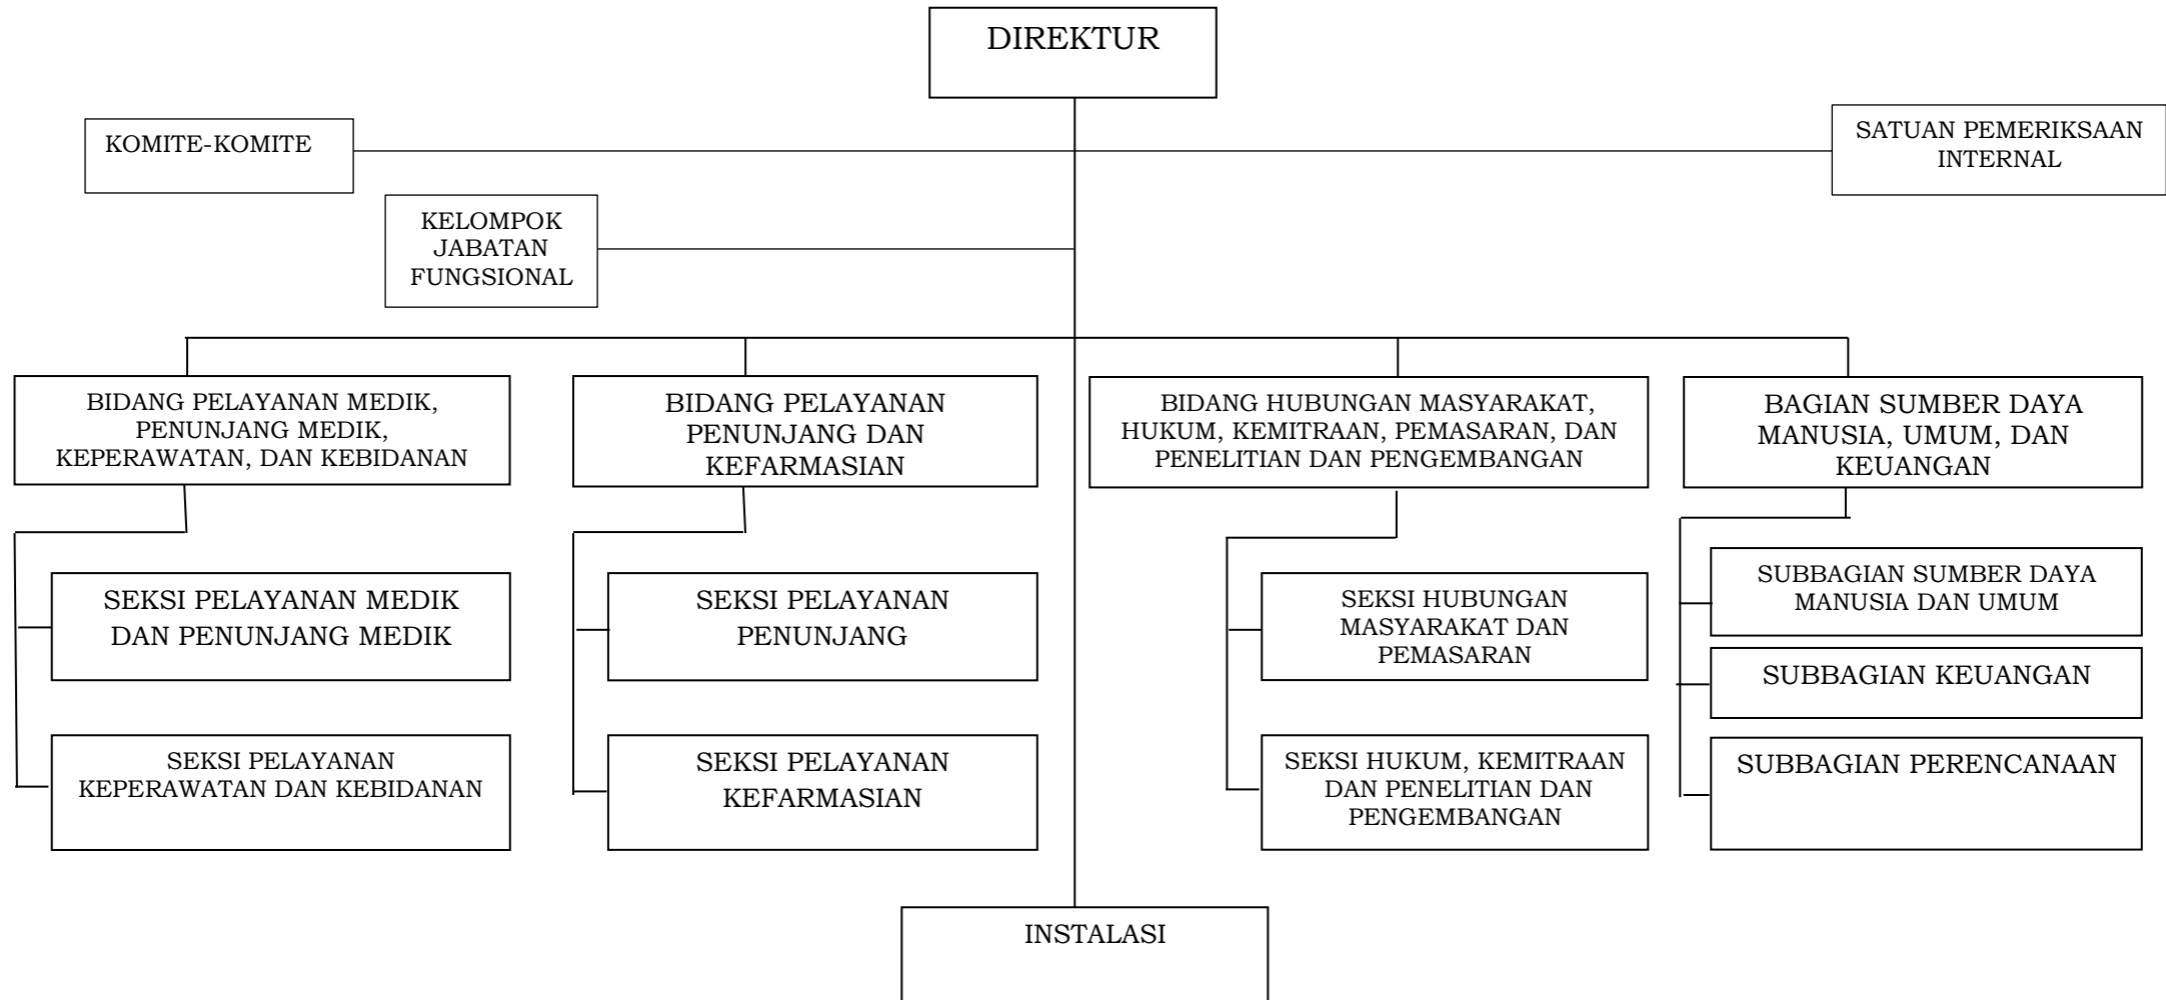 DIREKTUR
KOMITE-KOMITE
SATUAN PEMERIKSAAN
INTERNAL
KELOMPOK
JABATAN
FUNGSIONAL
BIDANG PELAYANAN MEDIK,
PENUNJANG MEDIK,
KEPERAWATAN, DAN KEBIDANAN
BIDANG PELAYANAN
PENUNJANG DAN
KEFARMASIAN
BIDANG HUBUNGAN MASYARAKAT,
HUKUM, KEMITRAAN, PEMASARAN, DAN
PENELITIAN DAN PENGEMBANGAN
BAGIAN SUMBER DAYA
MANUSIA, UMUM, DAN
KEUANGAN
SEKSI PELAYANAN MEDIK
DAN PENUNJANG MEDIK
SEKSI PELAYANAN
PENUNJANG
SEKSI HUBUNGAN
MASYARAKAT DAN
PEMASARAN
SUBBAGIAN SUMBER DAYA
MANUSIA DAN UMUM
SUBBAGIAN KEUANGAN
SEKSI PELAYANAN
KEPERAWATAN DAN KEBIDANAN
SEKSI PELAYANAN
KEFARMASIAN
SEKSI HUKUM, KEMITRAAN
DAN PENELITIAN DAN
PENGEMBANGAN
SUBBAGIAN PERENCANAAN
INSTALASI